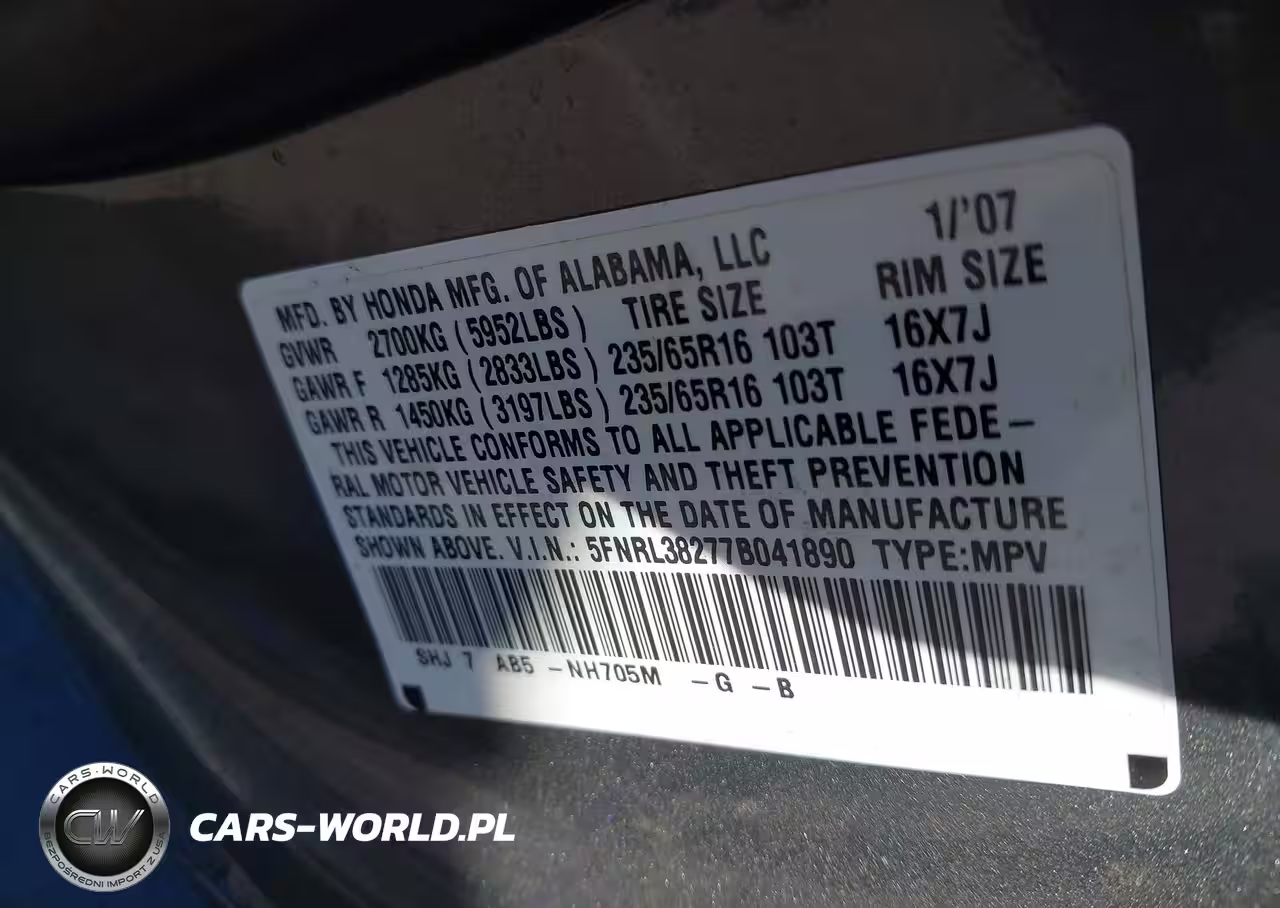 MFD. BY HONDA MFG. OF ALABAMA, LLC 1/'07
GVWR 2700KG (5952LBS) TIRE SIZE RIM SIZE
GAWR F 1285KG (2833LBS) 235/65R16 103T 16X7J
GAWR R 1450KG (3197LBS) 235/65R16 103T 16X7J
THIS VEHICLE CONFORMS TO ALL APPLICABLE FEDE–
RAL MOTOR VEHICLE SAFETY AND THEFT PREVENTION
STANDARDS IN EFFECT ON THE DATE OF MANUFACTURE
SHOWN ABOVE. V.I.N.: 5FNRL38277B041890 TYPE:MPV
SHJ 7 AB5 –NH705M –G –B
CARS-WORLD
CW
BEZPOŚREDNI IMPORT Z USA
CARS-WORLD.PL